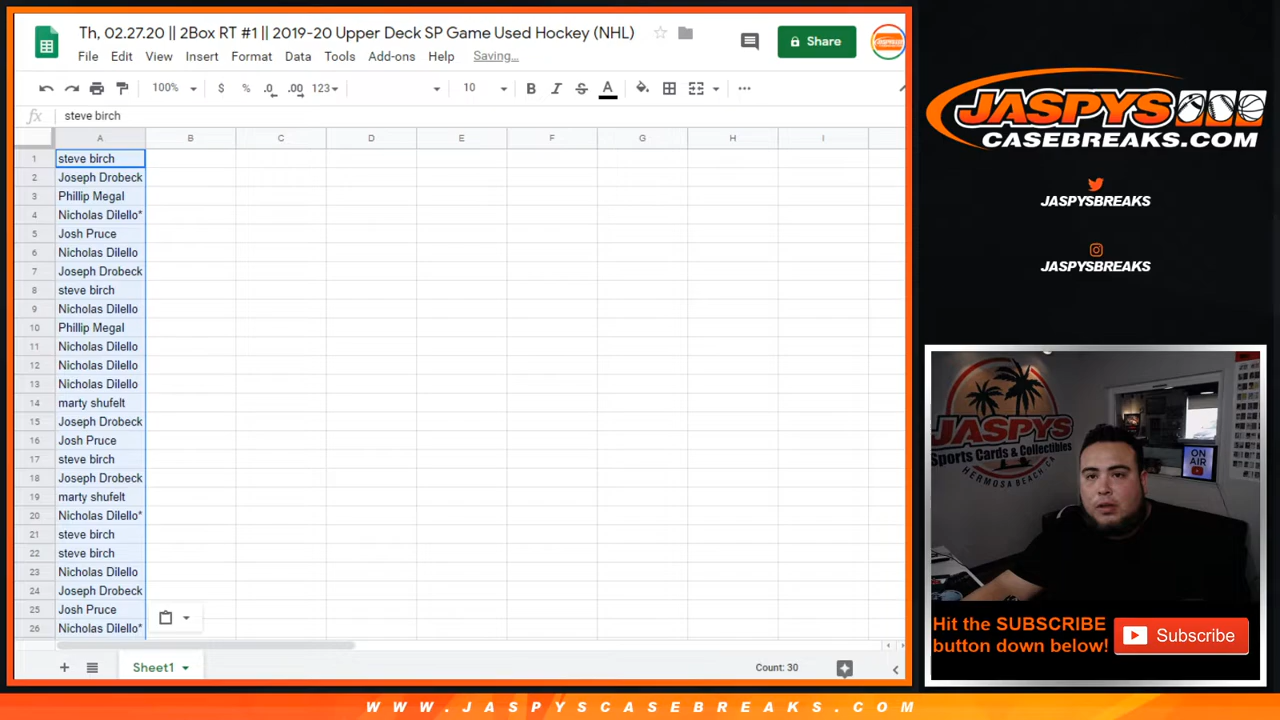 Th, 02.27.20 || 2Box RT #1 || 2019-20 Upper Deck SP Game Used Hockey (NHL)
File Edit View Insert Format Data Tools Add-ons Help Saving...
Share
100% $ % .0 .00 123 10 B I S A
fx steve birch
A B C D E F G H I
1 steve birch
2 Joseph Drobeck
3 Phillip Megal
4 Nicholas Dilello*
5 Josh Pruce
6 Nicholas Dilello
7 Joseph Drobeck
8 steve birch
9 Nicholas Dilello
10 Phillip Megal
11 Nicholas Dilello
12 Nicholas Dilello
13 Nicholas Dilello
14 marty shufelt
15 Joseph Drobeck
16 Josh Pruce
17 steve birch
18 Joseph Drobeck
19 marty shufelt
20 Nicholas Dilello*
21 steve birch
22 steve birch
23 Nicholas Dilello
24 Joseph Drobeck
25 Josh Pruce
26 Nicholas Dilello*
Sheet1
Count: 30
JASPYS
CASEBREAKS.COM
JASPYSBREAKS
JASPYSBREAKS
JASPYS
Sports Cards & Collectibles
HERMOSA BEACH, CA
ON AIR
Hit the SUBSCRIBE
button down below!
Subscribe
WWW.JASPYSCASEBREAKS.COM